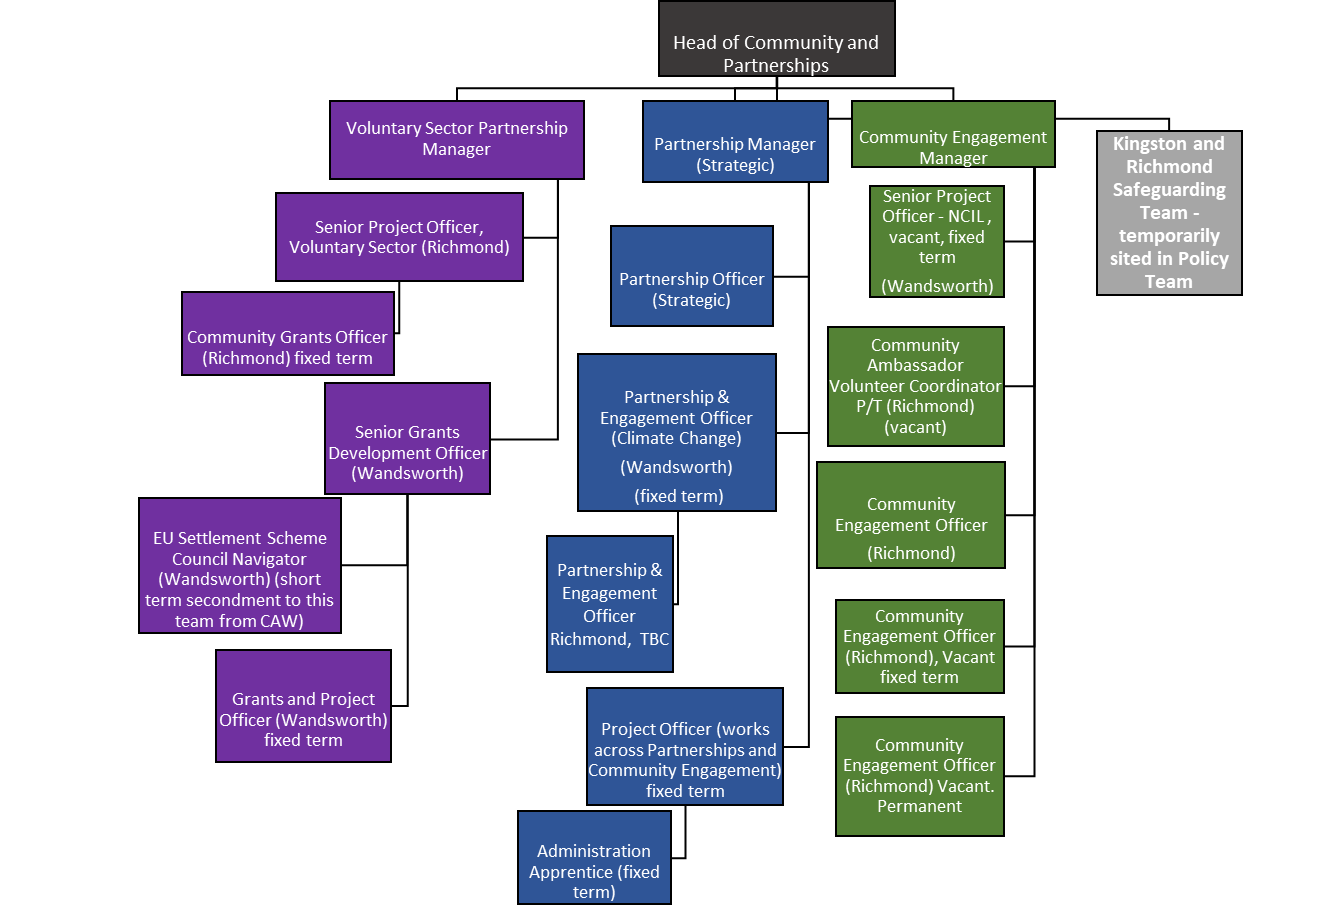 Head of Community and
Partnerships
Voluntary Sector Partnership
Manager
Senior Project Officer,
Voluntary Sector (Richmond)
Community Grants Officer
(Richmond) fixed term
Senior Grants
Development Officer
(Wandsworth)
EU Settlement Scheme
Council Navigator
(Wandsworth) (short
term secondment to this
team from CAW)
Grants and Project
Officer (Wandsworth)
fixed term
Partnership Manager
(Strategic)
Partnership Officer
(Strategic)
Partnership &
Engagement Officer
(Climate Change)
(Wandsworth)
(fixed term)
Partnership &
Engagement
Officer
Richmond, TBC
Project Officer (works
across Partnerships and
Community Engagement)
fixed term
Administration
Apprentice (fixed
term)
Community Engagement
Manager
Senior Project
Officer - NCIL ,
vacant, fixed
term
(Wandsworth)
Community
Ambassador
Volunteer Coordinator
P/T (Richmond)
(vacant)
Community
Engagement Officer
(Richmond)
Community
Engagement Officer
(Richmond), Vacant
fixed term
Community
Engagement Officer
(Richmond) Vacant.
Permanent
Kingston and
Richmond
Safeguarding
Team -
temporarily
sited in Policy
Team